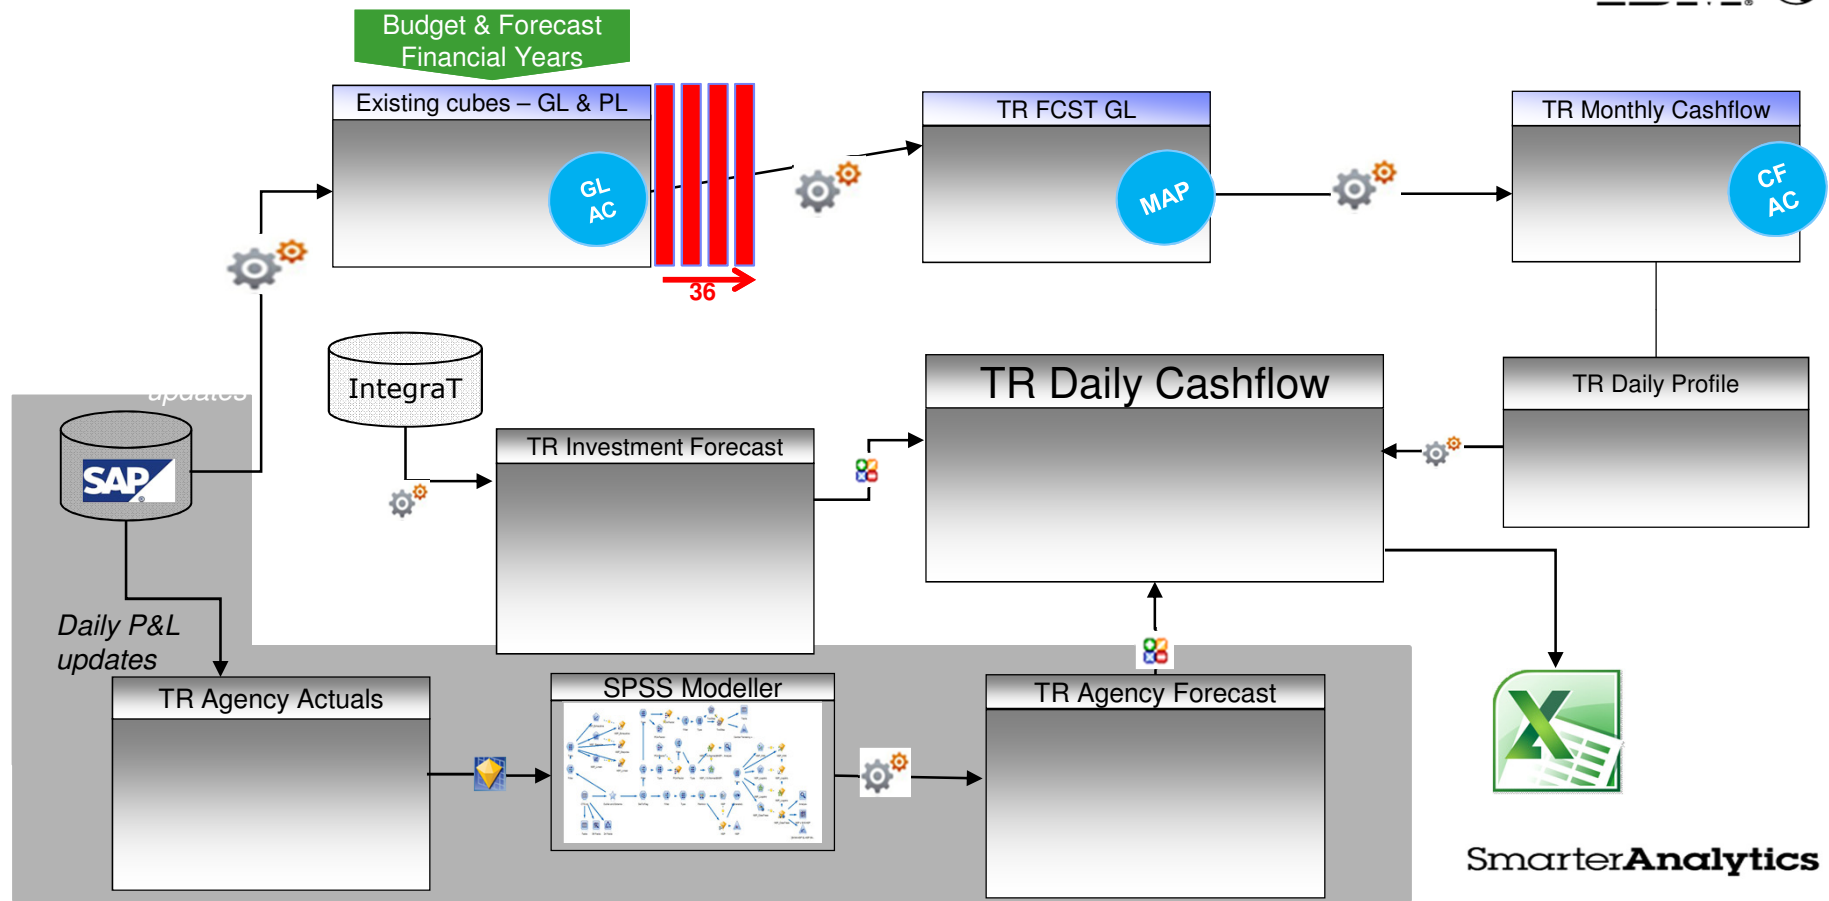 Budget & Forecast
Financial Years
Existing cubes – GL & PL
TR FCST GL
TR Monthly Cashflow
GL
AC
MAP
CF
AC
36
IntegraT
TR Daily Cashflow
TR Daily Profile
updates
SAP
®
TR Investment Forecast
Daily P&L
updates
TR Agency Actuals
SPSS Modeller
TR Agency Forecast
SmarterAnalytics